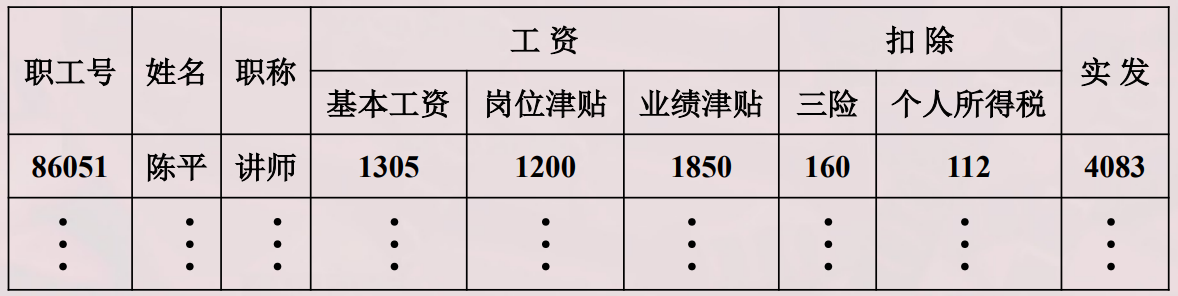 职工号 姓名 职称 工资 扣除 实发
基本工资 岗位津贴 业绩津贴 三险 个人所得税
86051 陈平 讲师 1305 1200 1850 160 112 4083